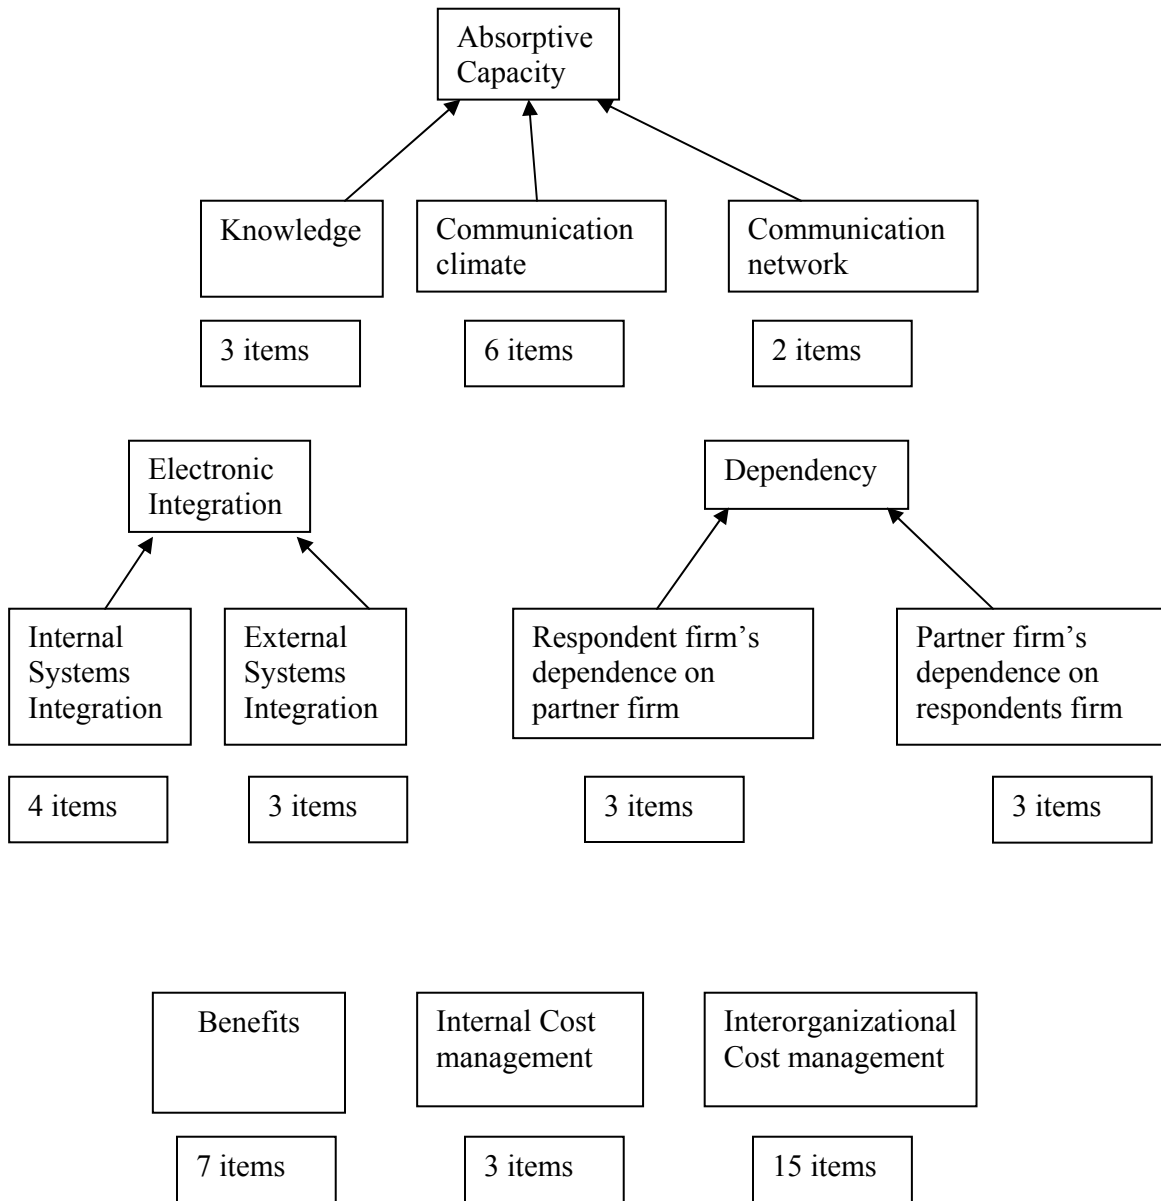 Absorptive
Capacity
Knowledge
Communication
climate
Communication
network
3 items
6 items
2 items
Electronic
Integration
Dependency
Internal
Systems
Integration
External
Systems
Integration
Respondent firm’s
dependence on
partner firm
Partner firm’s
dependence on
respondents firm
4 items
3 items
3 items
3 items
Benefits
Internal Cost
management
Interorganizational
Cost management
7 items
3 items
15 items